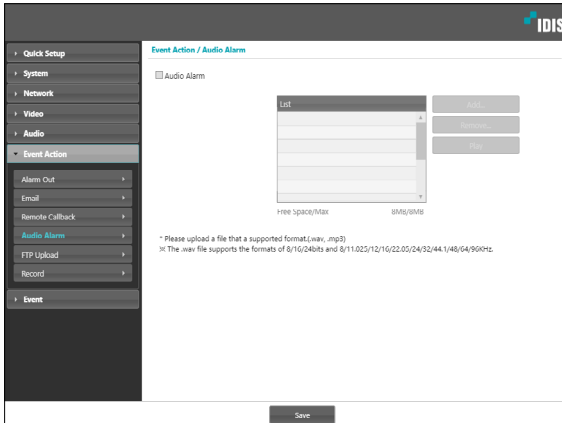 IDIS
Quick Setup
System
Network
Video
Audio
Event Action
Alarm Out
Email
Remote Callback
Audio Alarm
FTP Upload
Record
Event
Event Action / Audio Alarm
Audio Alarm
List
Add...
Remove...
Play
Free Space/Max 8MB/8MB
* Please upload a file that a supported format.(.wav, .mp3)
※ The .wav file supports the formats of 8/16/24bits and 8/11.025/12/16/22.05/24/32/44.1/48/64/96KHz.
Save